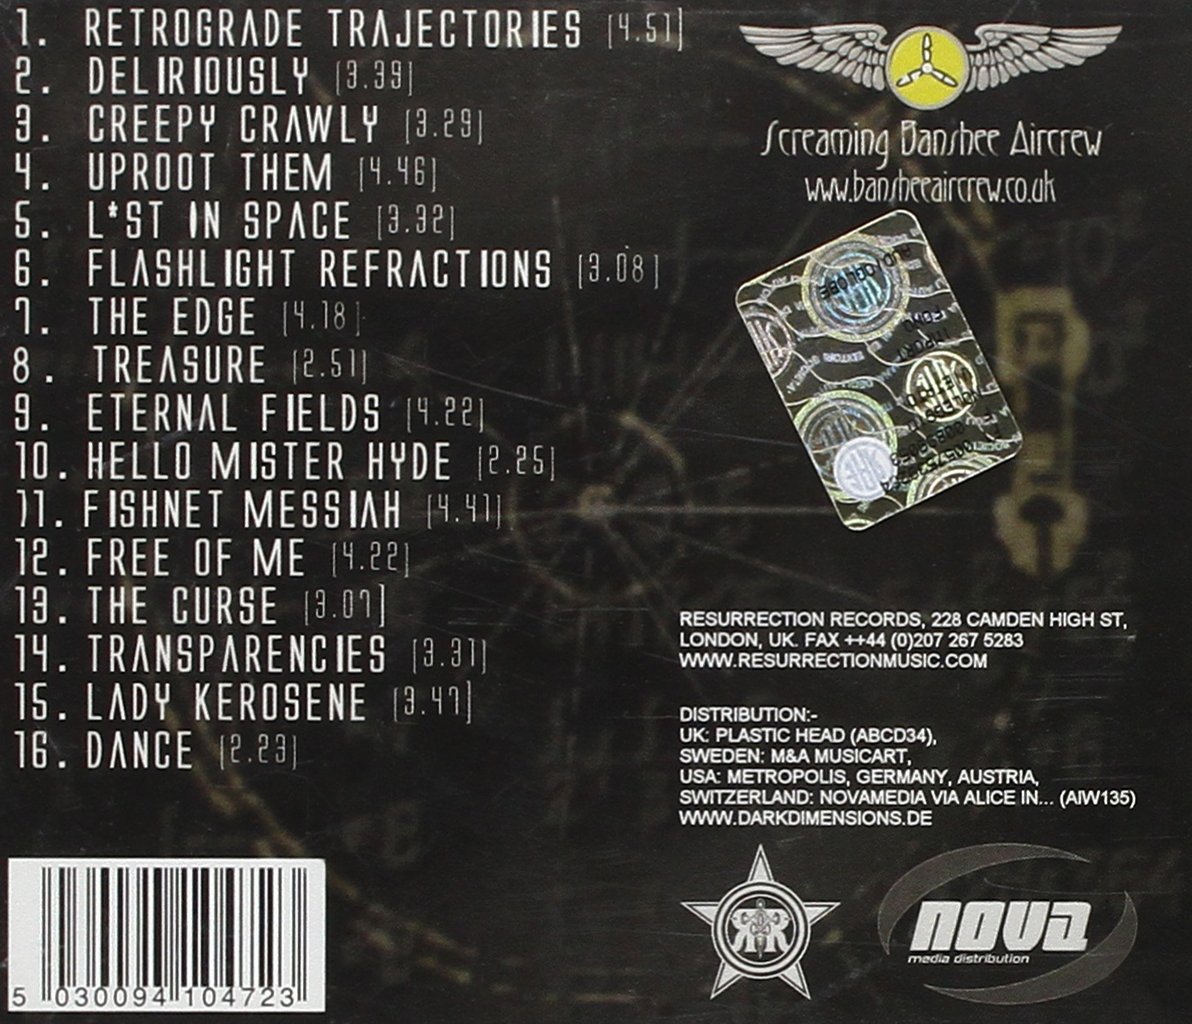 1. RETROGRADE TRAJECTORIES [4.51]
2. DELIRIOUSLY [3.39]
3. CREEPY CRAWLY [3.29]
4. UPROOT THEM [4.46]
5. L*ST IN SPACE [3.32]
6. FLASHLIGHT REFRACTIONS [3.08]
7. THE EDGE [4.18]
8. TREASURE [2.51]
9. ETERNAL FIELDS [4.22]
10. HELLO MISTER HYDE [2.25]
11. FISHNET MESSIAH [4.41]
12. FREE OF ME [4.22]
13. THE CURSE [3.07]
14. TRANSPARENCIES [3.31]
15. LADY KEROSENE [3.47]
16. DANCE [2.23]
Screaming Banshee Aircrew
www.bansheeaircrew.co.uk
RESURRECTION RECORDS, 228 CAMDEN HIGH ST,
LONDON, UK. FAX ++44 (0)207 267 5283
WWW.RESURRECTIONMUSIC.COM
DISTRIBUTION:-
UK: PLASTIC HEAD (ABCD34),
SWEDEN: M&A MUSICART,
USA: METROPOLIS, GERMANY, AUSTRIA,
SWITZERLAND: NOVAMEDIA VIA ALICE IN... (AIW135)
WWW.DARKDIMENSIONS.DE
nova
media distribution
5 030094 104723